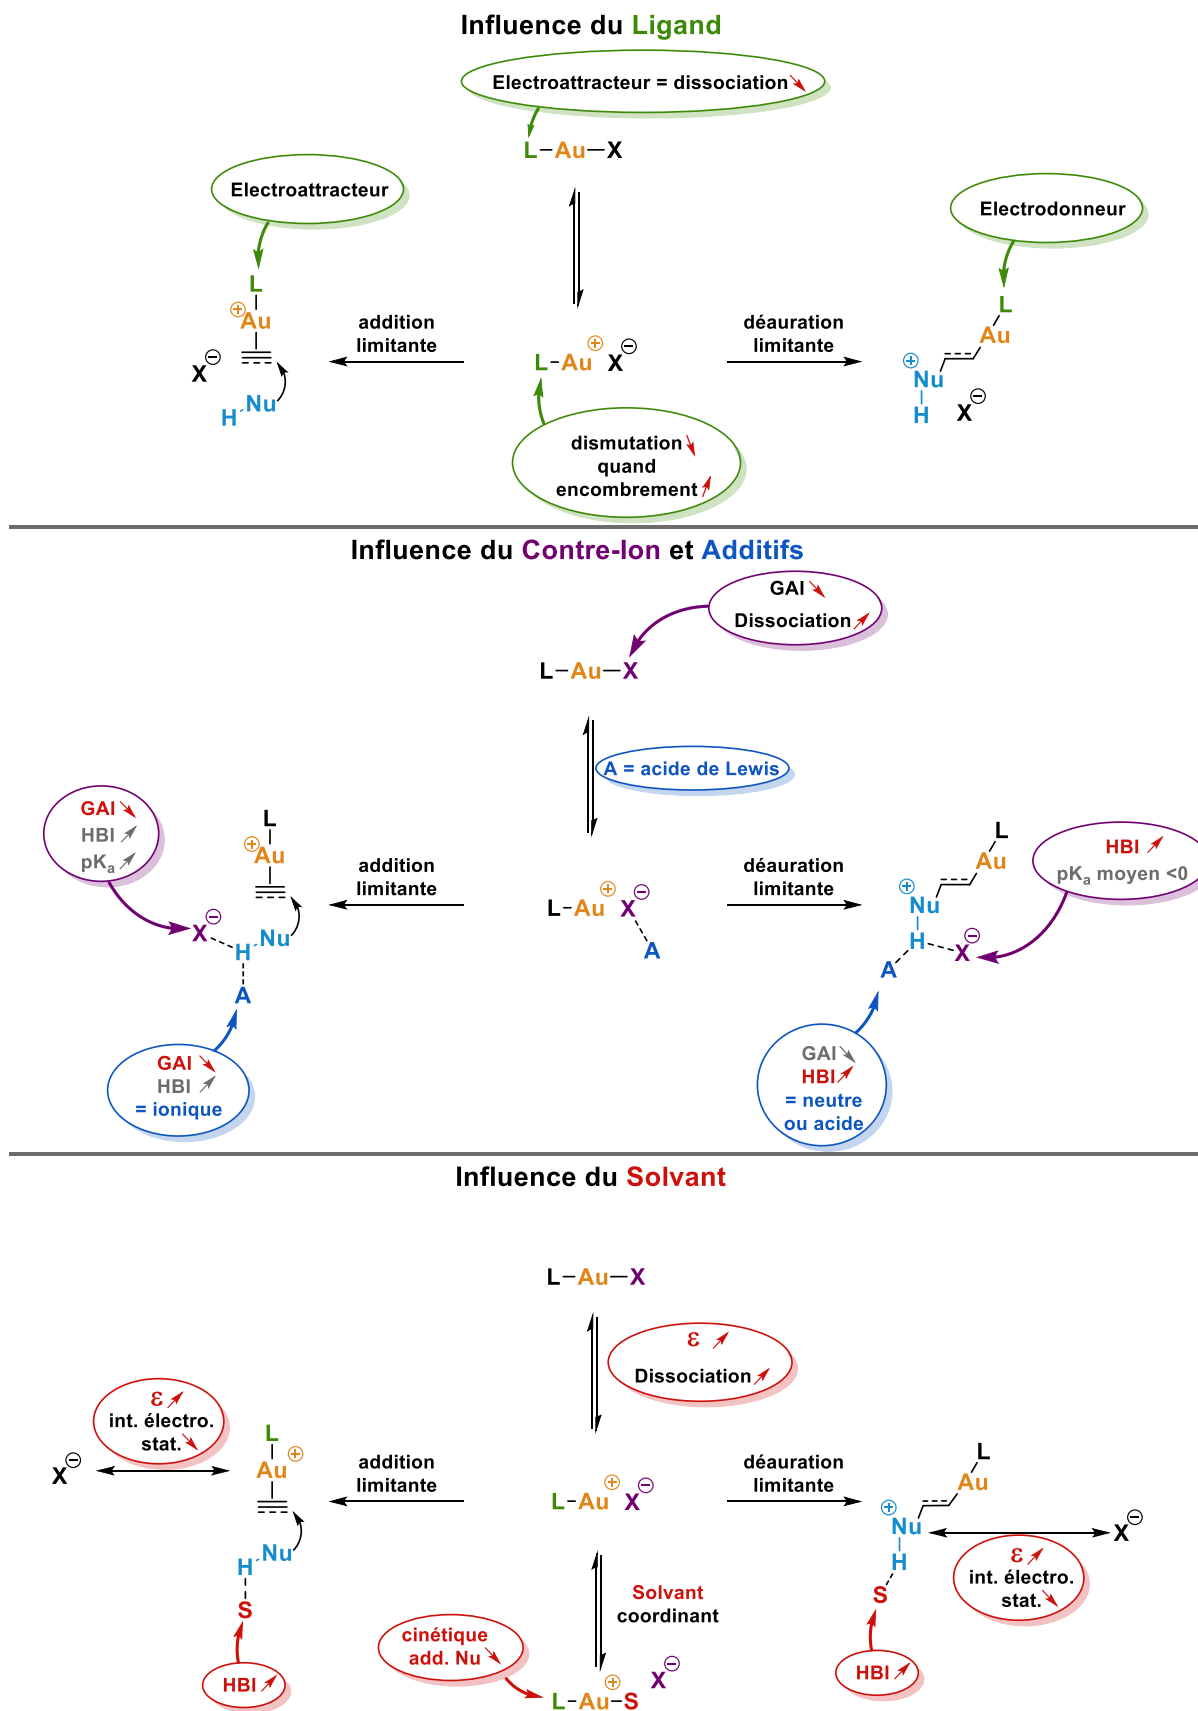 Influence du Ligand
Electroattracteur = dissociation
L–Au–X
Electroattracteur
Electrodonneur
L
⊕
Au
X⊖
H Nu
addition
limitante
L–Au⊕ X⊖
déauration
limitante
L
Au
⊕
Nu
H
X⊖
dismutation
quand
encombrement
Influence du Contre-Ion et Additifs
GAI
Dissociation
L–Au–X
A = acide de Lewis
GAI
HBI
pKa
L
⊕
Au
X⊖
H Nu
A
GAI
HBI
= ionique
addition
limitante
L–Au⊕ X⊖
A
déauration
limitante
L
Au
⊕
Nu
H
X⊖
A
HBI
pKa moyen <0
GAI
HBI
= neutre
ou acide
Influence du Solvant
L–Au–X
ε
Dissociation
ε
int. électro.
stat.
X⊖
L
Au⊕
H Nu
S
HBI
addition
limitante
L–Au⊕ X⊖
déauration
limitante
L
Au
⊕
Nu
H
S
X⊖
ε
int. électro.
stat.
HBI
Solvant
coordinant
cinétique
add. Nu
L–Au⊕–S X⊖